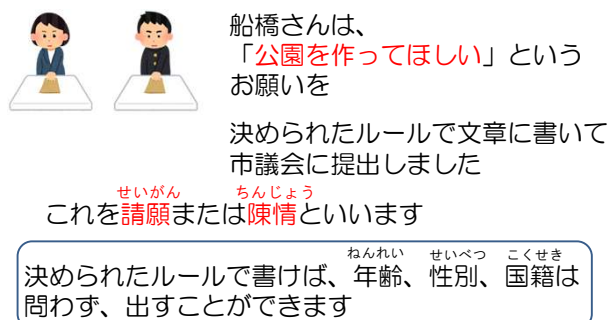 船橋さんは、
「公園を作ってほしい」という
お願いを
決められたルールで文章に書いて
市議会に提出しました
せいがん ちんじょう
これを請願または陳情といいます
ねんれい せいべつ こくせき
決められたルールで書けば、年齢、性別、国籍は
問わず、出すことができます